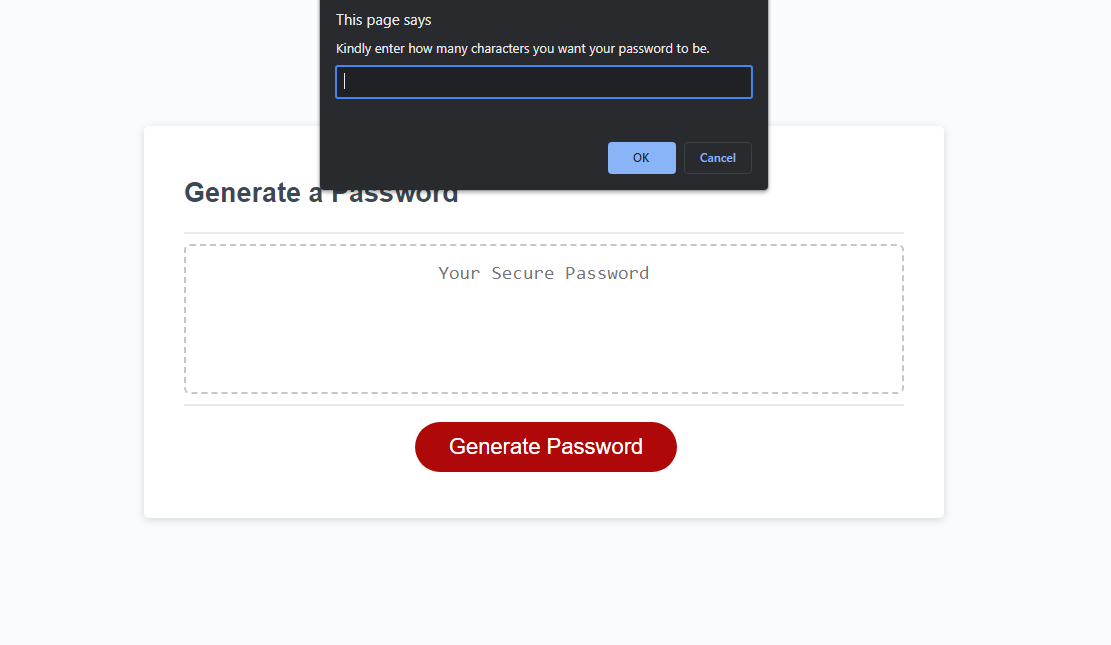 This page says
Kindly enter how many characters you want your password to be.
OK
Cancel
Generate a Password
Your Secure Password
Generate Password